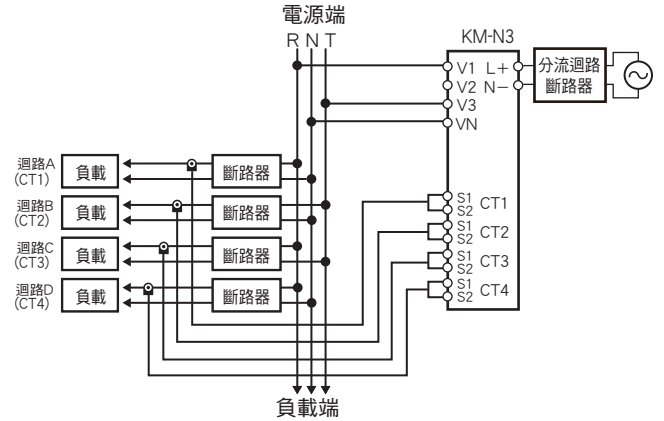 電源端
R N T
KM-N3
V1 L+
V2 N−
V3
VN
分流迴路
斷路器
迴路A
(CT1)
負載
斷路器
迴路B
(CT2)
負載
斷路器
迴路C
(CT3)
負載
斷路器
迴路D
(CT4)
負載
斷路器
S1
S2
CT1
S1
S2
CT2
S1
S2
CT3
S1
S2
CT4
負載端